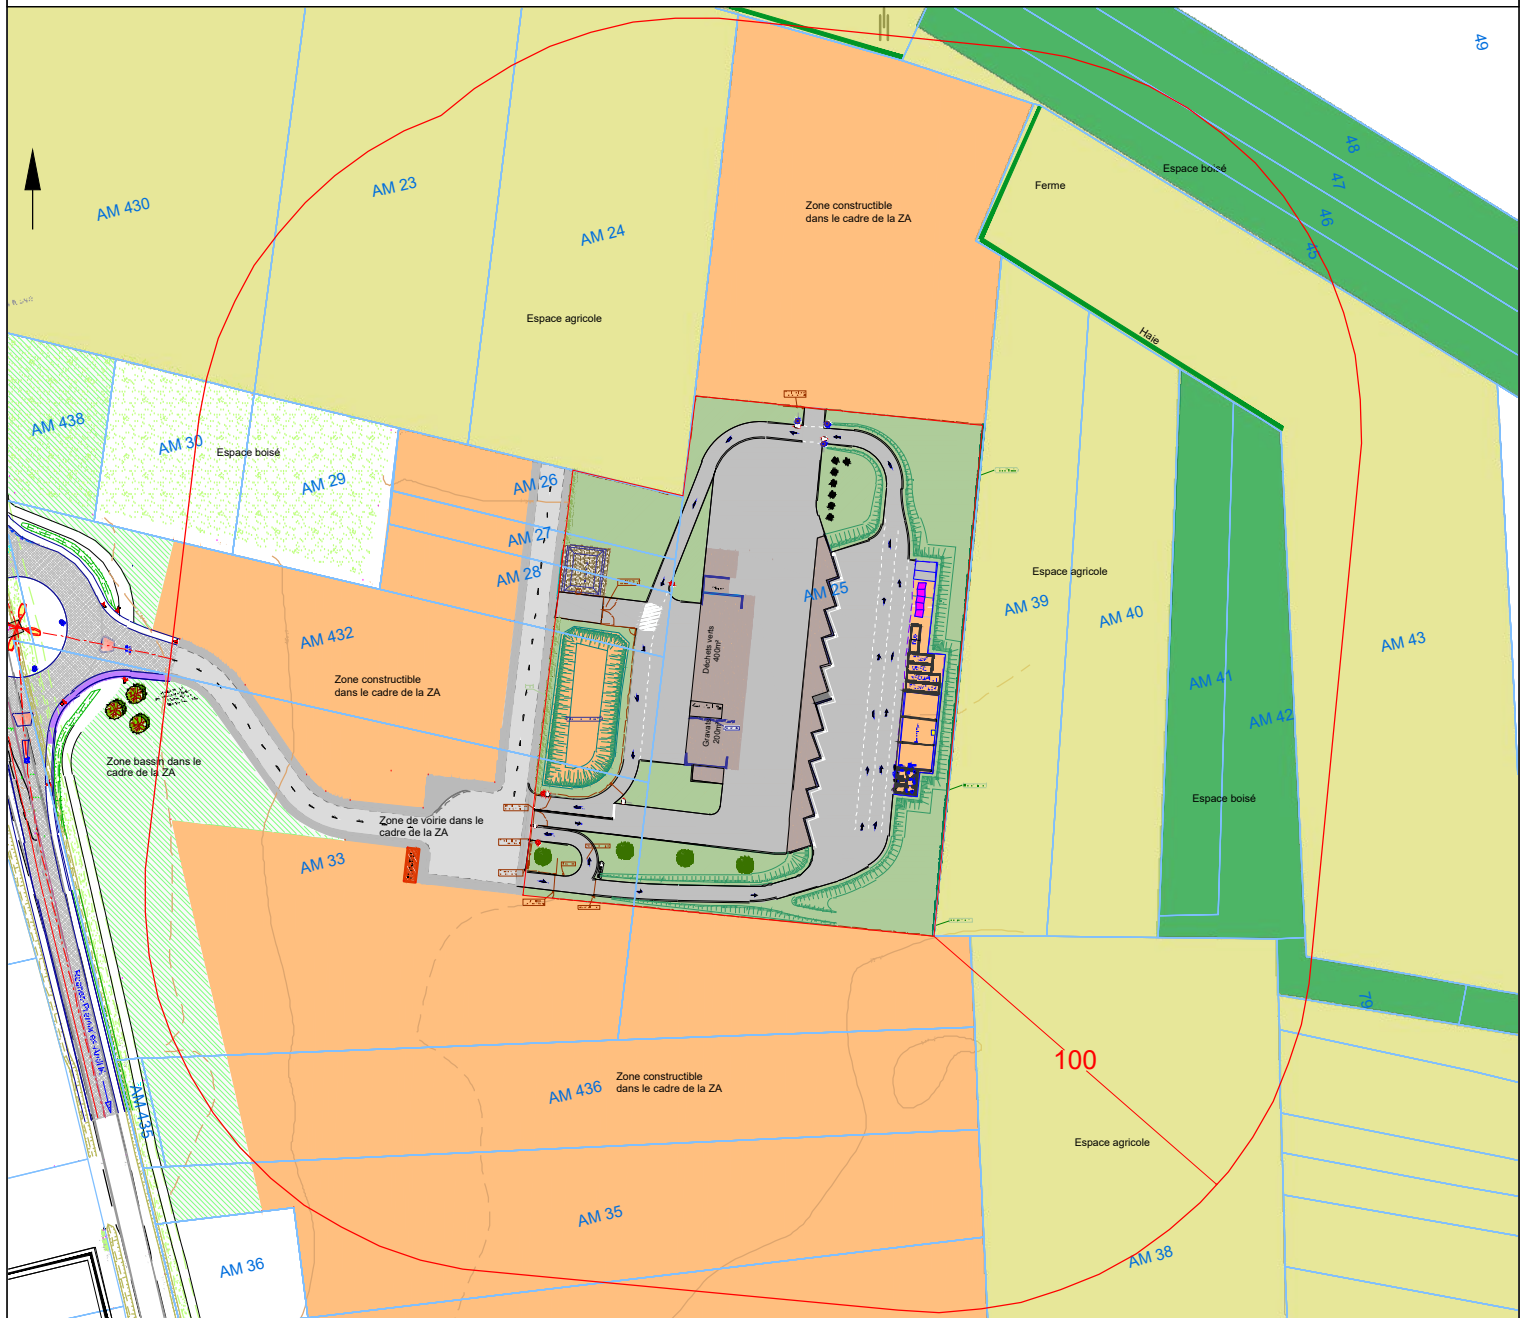 49
48
47
46
45
Espace boisé
Ferme
AM 23
AM 430
AM 24
Zone constructible
dans le cadre de la ZA
Espace agricole
Haie
AM 438
AM 30
Espace boisé
AM 29
AM 26
AM 27
AM 28
AM 25
AM 432
Déchets verts
400m²
Espace agricole
AM 39
AM 40
AM 43
AM 41
AM 42
Zone constructible
dans le cadre de la ZA
Zone bassin dans le
cadre de la ZA
Espace boisé
Zone de voirie dans le
cadre de la ZA
AM 33
79
100
Zone constructible
dans le cadre de la ZA
AM 436
AM 435
Espace agricole
AM 35
AM 36
AM 38